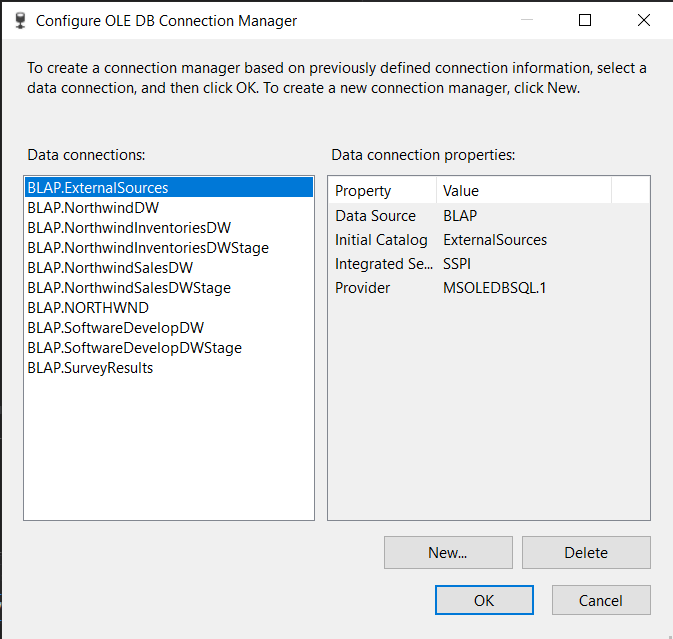 Configure OLE DB Connection Manager
To create a connection manager based on previously defined connection information, select a
data connection, and then click OK. To create a new connection manager, click New.
Data connections:
Data connection properties:
BLAP.ExternalSources
BLAP.NorthwindDW
BLAP.NorthwindInventoriesDW
BLAP.NorthwindInventoriesDWStage
BLAP.NorthwindSalesDW
BLAP.NorthwindSalesDWStage
BLAP.NORTHWND
BLAP.SoftwareDevelopDW
BLAP.SoftwareDevelopDWStage
BLAP.SurveyResults
Property Value
Data Source BLAP
Initial Catalog ExternalSources
Integrated Se... SSPI
Provider MSOLEDBSQL.1
New... Delete
OK Cancel